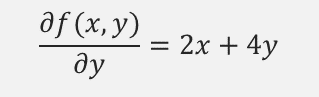 ∂f(x, y)
∂y
= 2x + 4y